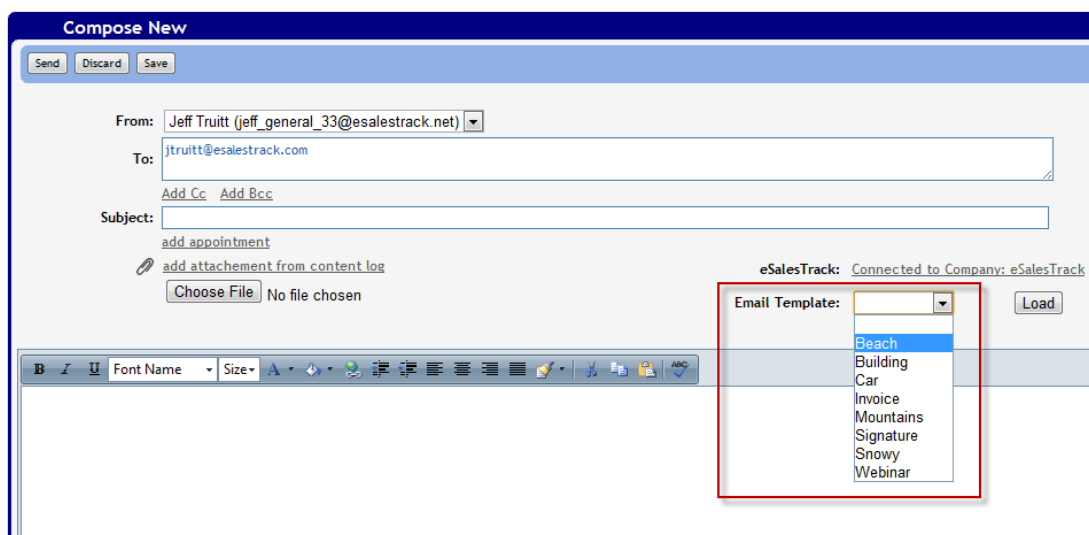 Compose New
Send Discard Save
From: Jeff Truitt (jeff_general_33@esalestrack.net)
To: jtruitt@esalestrack.com
Add Cc Add Bcc
Subject:
add appointment
add attachement from content log
eSalesTrack: Connected to Company: eSalesTrack
Choose File No file chosen
Email Template: Load
Beach
Building
Car
Invoice
Mountains
Signature
Snowy
Webinar
B I U Font Name Size A ABC